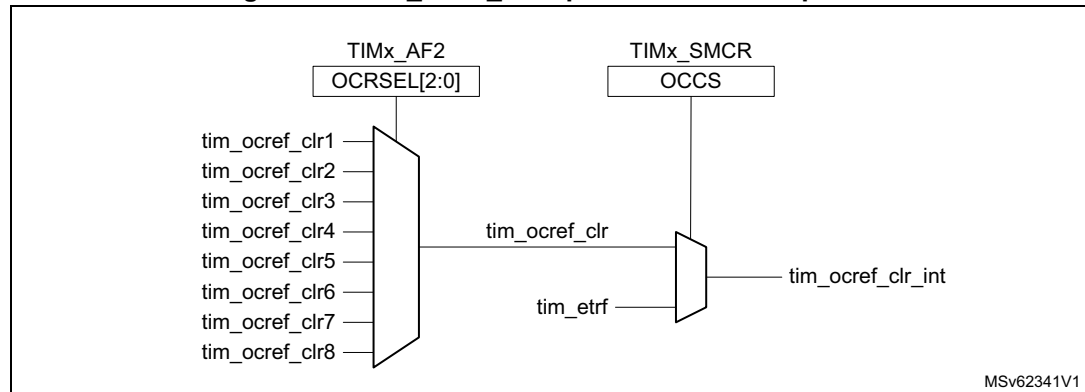 TIMx_AF2
TIMx_SMCR
OCRSEL[2:0]
OCCS
tim_ocref_clr1
tim_ocref_clr2
tim_ocref_clr3
tim_ocref_clr4
tim_ocref_clr
tim_ocref_clr5
tim_ocref_clr_int
tim_ocref_clr6
tim_etrf
tim_ocref_clr7
tim_ocref_clr8
MSv62341V1